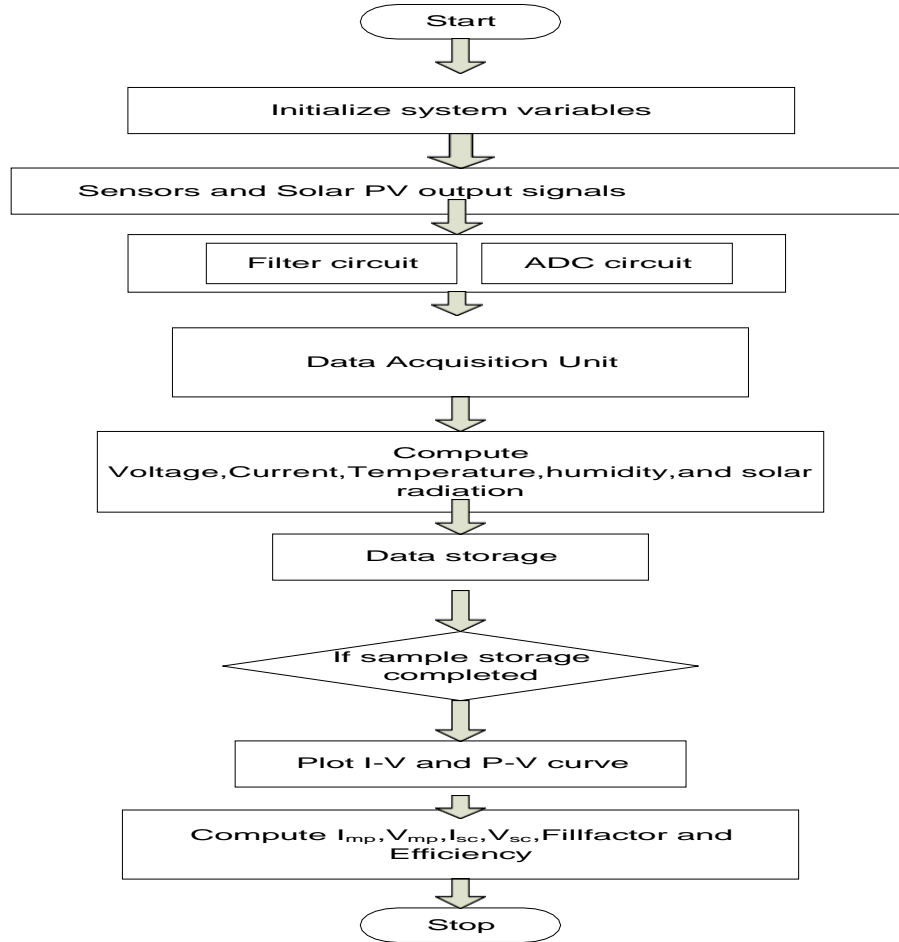 Start
Initialize system variables
Sensors and Solar PV output signals
Filter circuit
ADC circuit
Data Acquisition Unit
Compute
Voltage,Current,Temperature,humidity,and solar
radiation
Data storage
If sample storage
completed
Plot I-V and P-V curve
Compute Imp,Vmp,Isc,Vsc,Fillfactor and
Efficiency
Stop